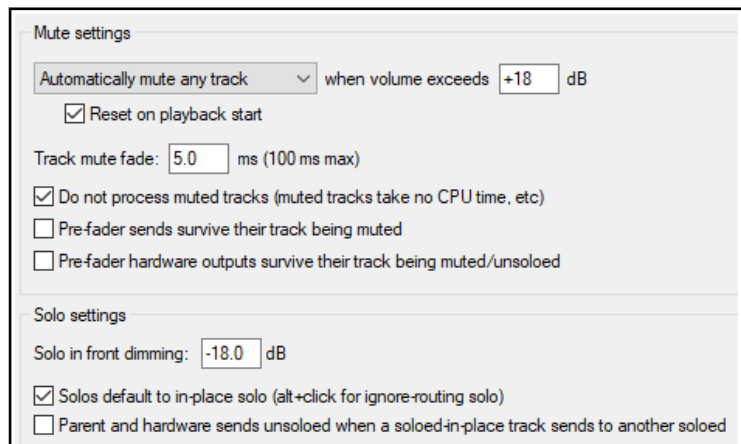 Mute settings
Automatically mute any track when volume exceeds +18 dB
Reset on playback start
Track mute fade: 5.0 ms (100 ms max)
Do not process muted tracks (muted tracks take no CPU time, etc)
Pre-fader sends survive their track being muted
Pre-fader hardware outputs survive their track being muted/unsoloed
Solo settings
Solo in front dimming: -18.0 dB
Solos default to in-place solo (alt+click for ignore-routing solo)
Parent and hardware sends unsoloed when a soloed-in-place track sends to another soloed